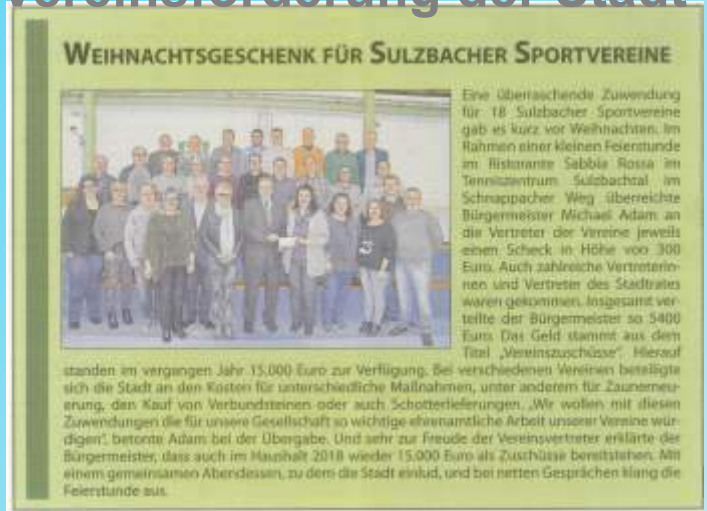 Vereinsförderung der Stadt
WEIHNACHTSGESCHENK FÜR SULZBACHER SPORTVEREINE
Eine überraschende Zuwendung
für 18 Sulzbacher Sportvereine
gab es kurz vor Weihnachten. Im
Rahmen einer kleinen Feierstunde
im Ristorante Sabbia Rossa im
Tenniszentrum Sulzbachtal im
Schnappacher Weg überreichte
Bürgermeister Michael Adam an
die Vertreter der Vereine jeweils
einen Scheck in Höhe von 300
Euro. Auch zahlreiche Vertreterin-
nen und Vertreter des Stadtrates
waren gekommen. Insgesamt ver-
teilte der Bürgermeister so 5400
Euro. Das Geld stammt aus dem
Titel „Vereinszuschüsse“. Hierauf
standen im vergangen Jahr 15.000 Euro zur Verfügung. Bei verschiedenen Vereinen beteiligte
sich die Stadt an den Kosten für unterschiedliche Maßnahmen, unter anderem für Zaunerneu-
erung, den Kauf von Verbundsteinen oder auch Schotterlieferungen. „Wir wollen mit diesen
Zuwendungen die für unsere Gesellschaft so wichtige ehrenamtliche Arbeit unserer Vereine wür-
digen“, betonte Adam bei der Übergabe. Und sehr zur Freude der Vereinsvertreter erklärte der
Bürgermeister, dass auch im Haushalt 2018 wieder 15.000 Euro als Zuschüsse bereitstehen. Mit
einem gemeinsamen Abendessen, zu dem die Stadt einlud, und bei netten Gesprächen klang die
Feierstunde aus.